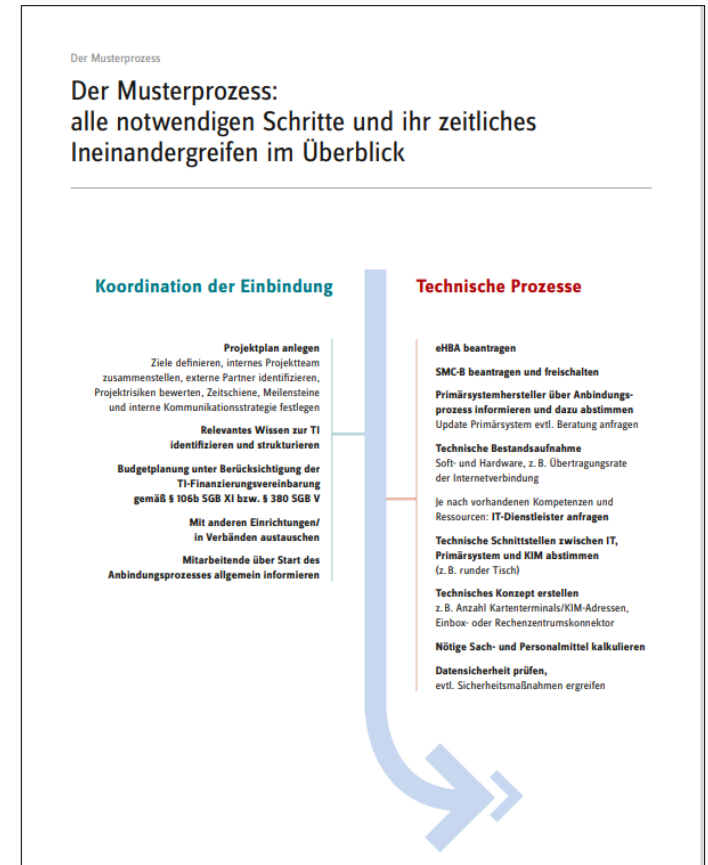 Der Musterprozess
Der Musterprozess:
alle notwendigen Schritte und ihr zeitliches
Ineinandergreifen im Überblick
Koordination der Einbindung
Projektplan anlegen
Ziele definieren, internes Projektteam
zusammenstellen, externe Partner identifizieren,
Projektrisiken bewerten, Zeitschiene, Meilensteine
und interne Kommunikationsstrategie festlegen
Relevantes Wissen zur TI
identifizieren und strukturieren
Budgetplanung unter Berücksichtigung der
TI-Finanzierungsvereinbarung
gemäß § 106b SGB XI bzw. § 380 SGB V
Mit anderen Einrichtungen/
in Verbänden austauschen
Mitarbeitende über Start des
Anbindungsprozesses allgemein informieren
Technische Prozesse
eHBA beantragen
SMC-B beantragen und freischalten
Primärsystemhersteller über Anbindungs-
prozess informieren und dazu abstimmen
Update Primärsystem evtl. Beratung anfragen
Technische Bestandsaufnahme
Soft- und Hardware, z. B. Übertragungsrate
der Internetverbindung
Je nach vorhandenen Kompetenzen und
Ressourcen: IT-Dienstleister anfragen
Technische Schnittstellen zwischen IT,
Primärsystem und KIM abstimmen
(z. B. runder Tisch)
Technisches Konzept erstellen
z. B. Anzahl Kartenterminals/KIM-Adressen,
Einbox- oder Rechenzentrumskonnektor
Nötige Sach- und Personalmittel kalkulieren
Datensicherheit prüfen,
evtl. Sicherheitsmaßnahmen ergreifen